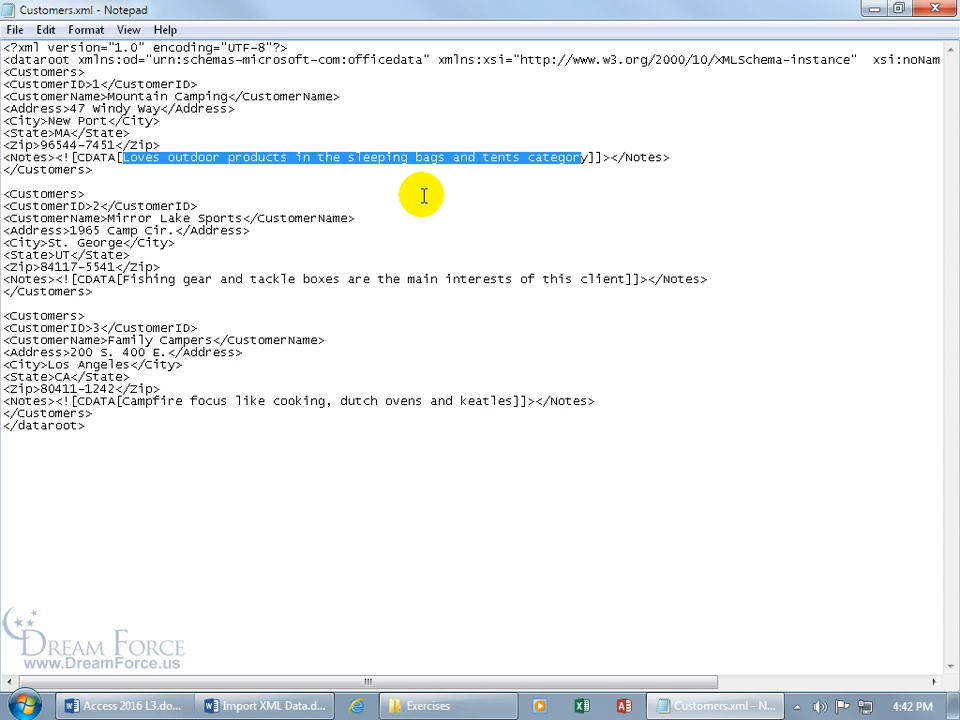 Customers.xml - Notepad
File Edit Format View Help
<?xml version="1.0" encoding="UTF-8"?>
<dataroot xmlns:od="urn:schemas-microsoft-com:officedata" xmlns:xsi="http://www.w3.org/2000/10/XMLSchema-instance" xsi:noNam
<Customers>
<CustomerID>1</CustomerID>
<CustomerName>Mountain Camping</CustomerName>
<Address>47 Windy Way</Address>
<City>New Port</City>
<State>MA</State>
<Zip>96544-7451</Zip>
<Notes><![CDATA[Loves outdoor products in the sleeping bags and tents category]]></Notes>
</Customers>
<Customers>
<CustomerID>2</CustomerID>
<CustomerName>Mirror Lake Sports</CustomerName>
<Address>1965 Camp Cir.</Address>
<City>St. George</City>
<State>UT</State>
<Zip>84117-5541</Zip>
<Notes><![CDATA[Fishing gear and tackle boxes are the main interests of this client]]></Notes>
</Customers>
<Customers>
<CustomerID>3</CustomerID>
<CustomerName>Family Campers</CustomerName>
<Address>200 S. 400 E.</Address>
<City>Los Angeles</City>
<State>CA</State>
<Zip>80411-1242</Zip>
<Notes><![CDATA[Campfire focus like cooking, dutch ovens and keatles]]></Notes>
</Customers>
</dataroot>
DREAM FORCE
www.DreamForce.us
Access 2016 L3.do... Import XML Data.d... Exercises Customers.xml - N... 4:42 PM